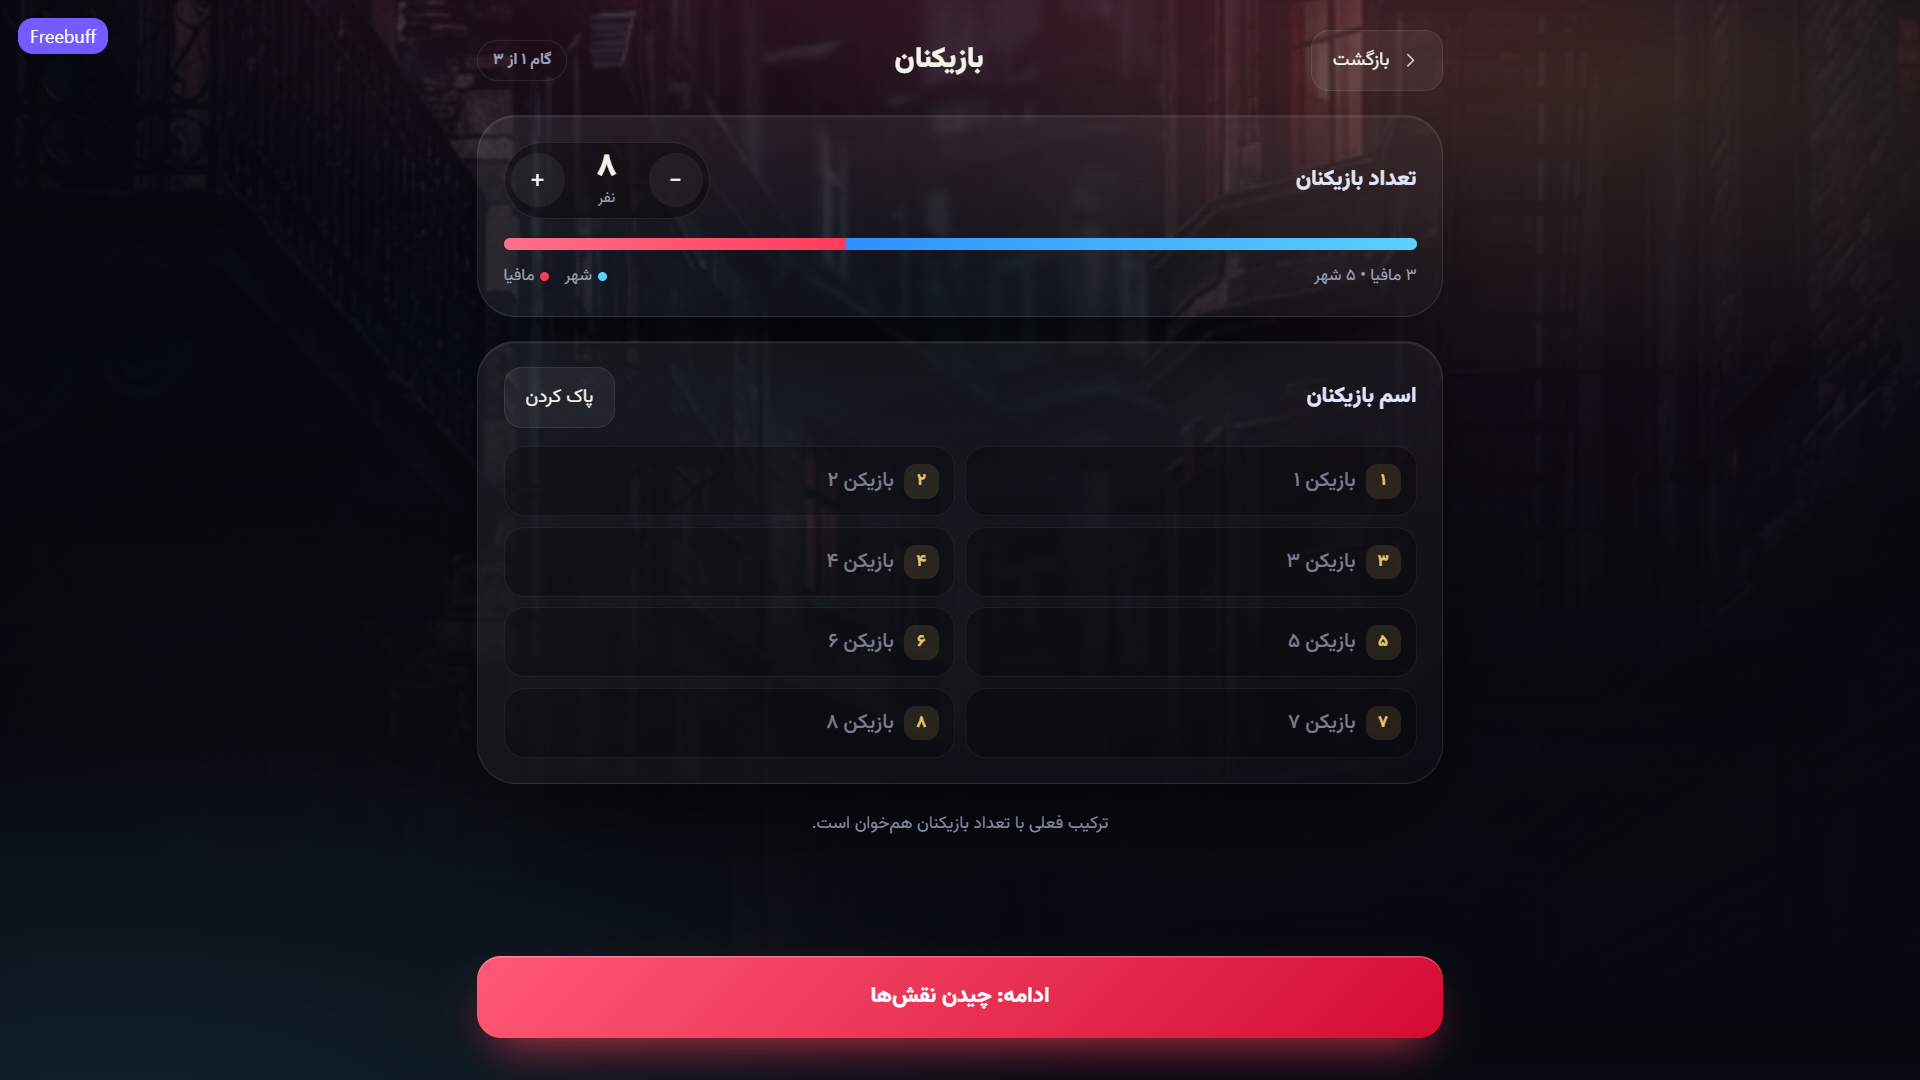 Freebuff
بازگشت
بازیکنان
گام ۱ از ۳
تعداد بازیکنان
−
۸
نفر
+
۳ مافیا • ۵ شهر
شهر
مافیا
اسم بازیکنان
پاک کردن
۱ بازیکن ۱
۲ بازیکن ۲
۳ بازیکن ۳
۴ بازیکن ۴
۵ بازیکن ۵
۶ بازیکن ۶
۷ بازیکن ۷
۸ بازیکن ۸
ترکیب فعلی با تعداد بازیکنان هم‌خوان است.
ادامه: چیدن نقش‌ها